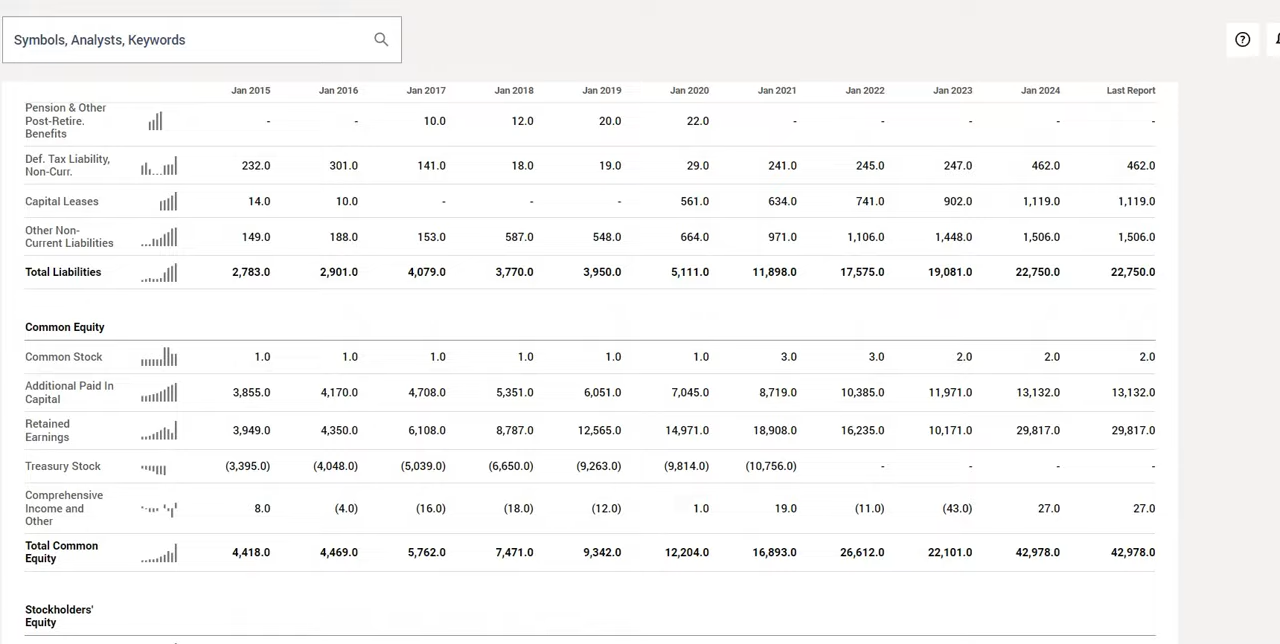 Symbols, Analysts, Keywords
Jan 2015 Jan 2016 Jan 2017 Jan 2018 Jan 2019 Jan 2020 Jan 2021 Jan 2022 Jan 2023 Jan 2024 Last Report
Pension & Other
Post-Retire.
Benefits
- - 10.0 12.0 20.0 22.0 - - - - -
Def. Tax Liability,
Non-Curr.
232.0 301.0 141.0 18.0 19.0 29.0 241.0 245.0 247.0 462.0 462.0
Capital Leases 14.0 10.0 - - - 561.0 634.0 741.0 902.0 1,119.0 1,119.0
Other Non-
Current Liabilities
149.0 188.0 153.0 587.0 548.0 664.0 971.0 1,106.0 1,448.0 1,506.0 1,506.0
Total Liabilities 2,783.0 2,901.0 4,079.0 3,770.0 3,950.0 5,111.0 11,898.0 17,575.0 19,081.0 22,750.0 22,750.0
Common Equity
Common Stock 1.0 1.0 1.0 1.0 1.0 1.0 3.0 3.0 2.0 2.0 2.0
Additional Paid In
Capital
3,855.0 4,170.0 4,708.0 5,351.0 6,051.0 7,045.0 8,719.0 10,385.0 11,971.0 13,132.0 13,132.0
Retained
Earnings
3,949.0 4,350.0 6,108.0 8,787.0 12,565.0 14,971.0 18,908.0 16,235.0 10,171.0 29,817.0 29,817.0
Treasury Stock (3,395.0) (4,048.0) (5,039.0) (6,650.0) (9,263.0) (9,814.0) (10,756.0) - - - -
Comprehensive
Income and
Other
8.0 (4.0) (16.0) (18.0) (12.0) 1.0 19.0 (11.0) (43.0) 27.0 27.0
Total Common
Equity
4,418.0 4,469.0 5,762.0 7,471.0 9,342.0 12,204.0 16,893.0 26,612.0 22,101.0 42,978.0 42,978.0
Stockholders'
Equity